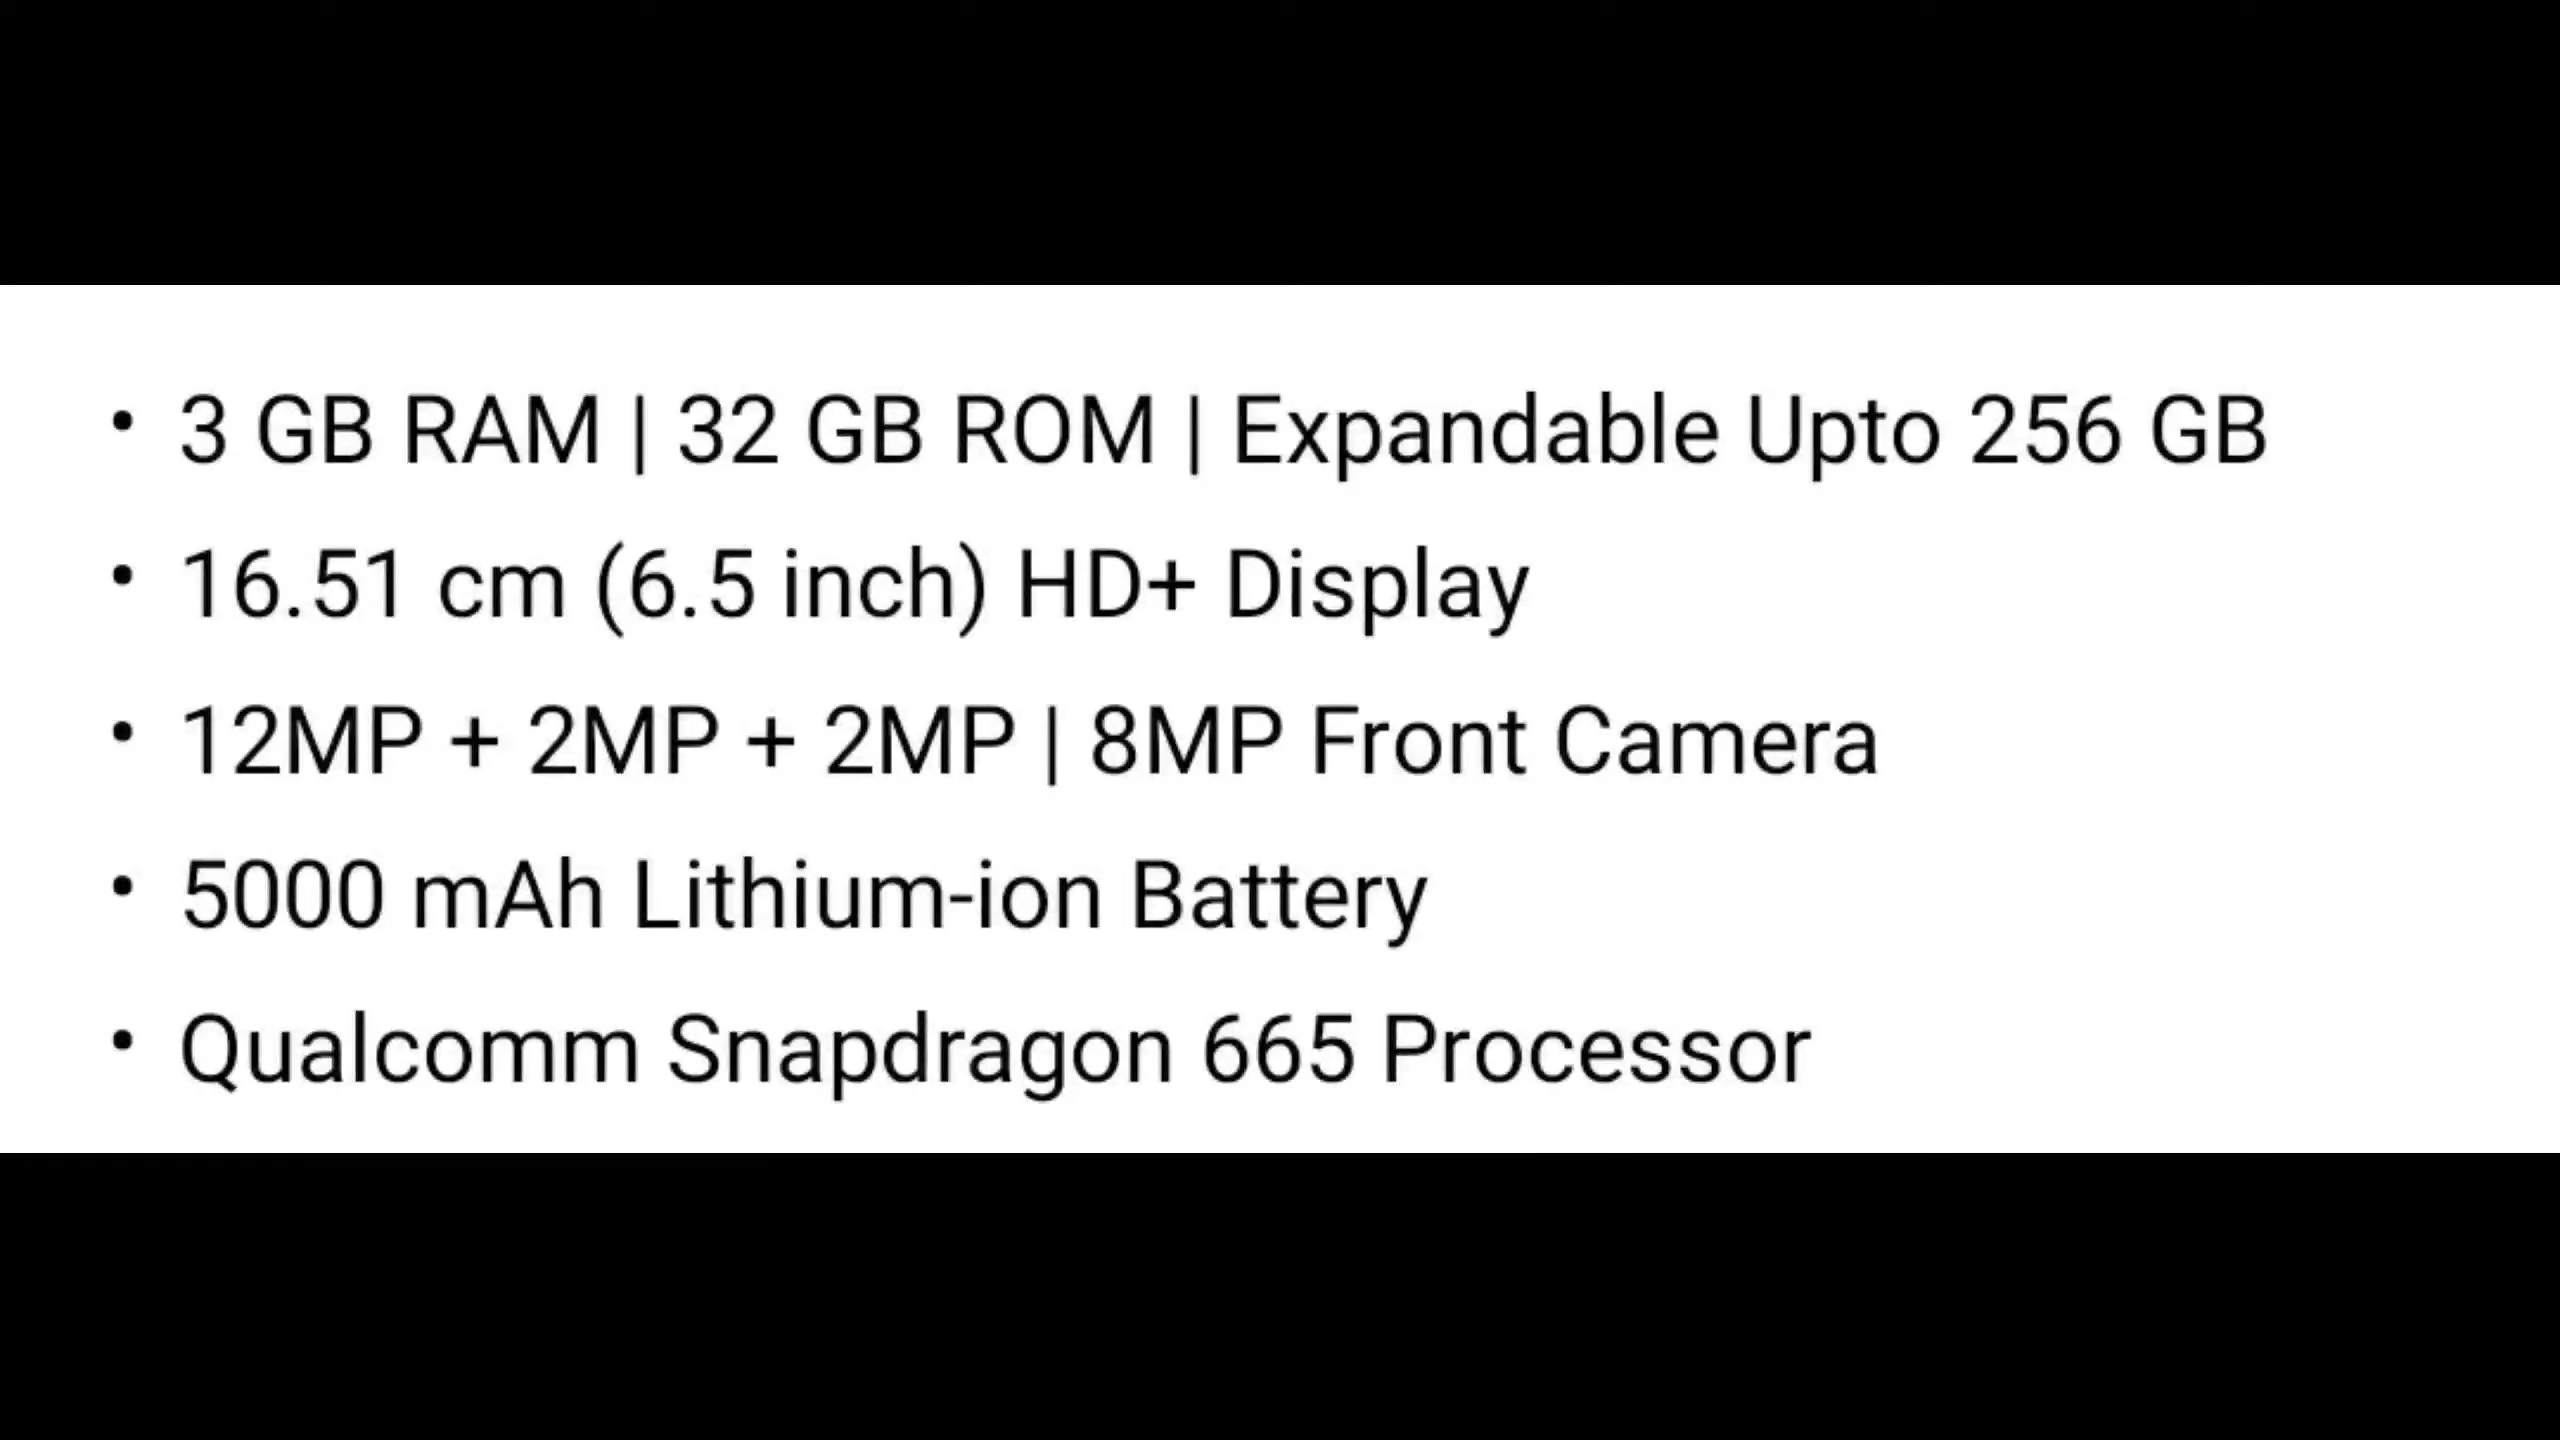 • 3 GB RAM | 32 GB ROM | Expandable Upto 256 GB
• 16.51 cm (6.5 inch) HD+ Display
• 12MP + 2MP + 2MP | 8MP Front Camera
• 5000 mAh Lithium-ion Battery
• Qualcomm Snapdragon 665 Processor